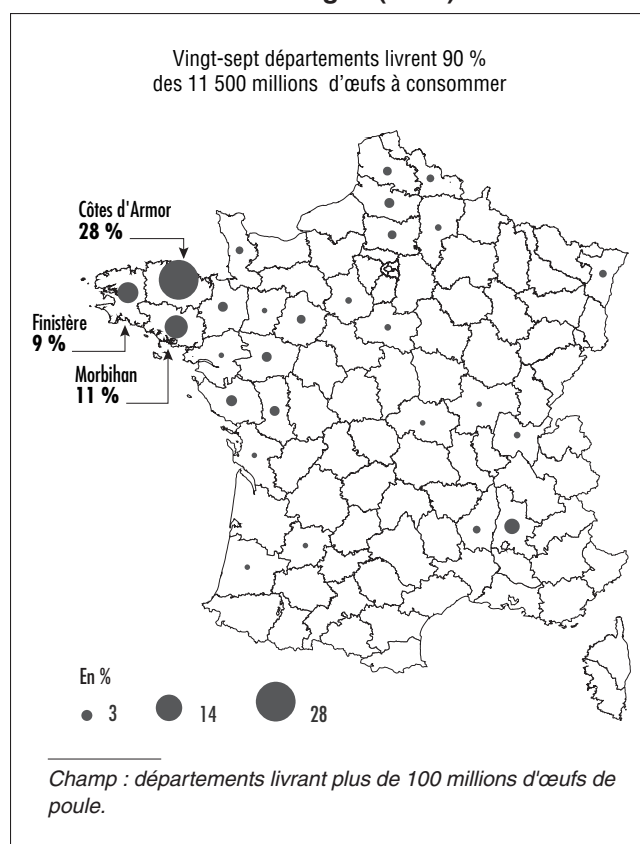 Vingt-sept départements livrent 90 %
des 11 500 millions d'œufs à consommer
Côtes d'Armor
28 %
Finistère
9 %
Morbihan
11 %
En %
3
14
28
Champ : départements livrant plus de 100 millions d'œufs de
poule.